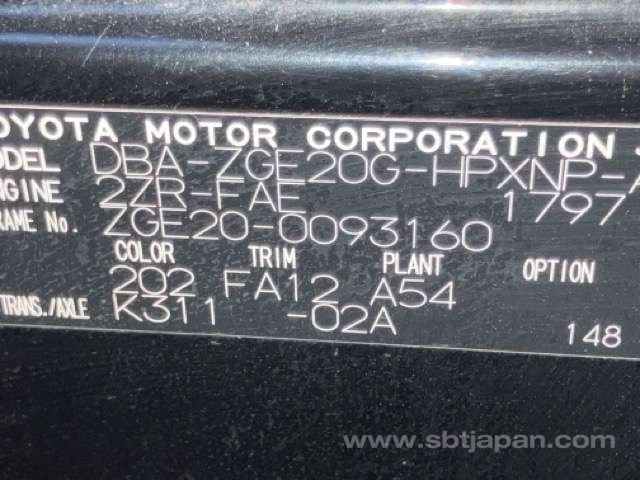 OYOTA MOTOR CORPORATION J
ODEL DBA-ZGE20G-HPXNP-A
NGINE 2ZR-FAE 1797
RAME No. ZGE20-0093160
COLOR TRIM PLANT OPTION
202 FA12 A54
TRANS./AXLE K311 -02A 148
www.sbtjapan.com